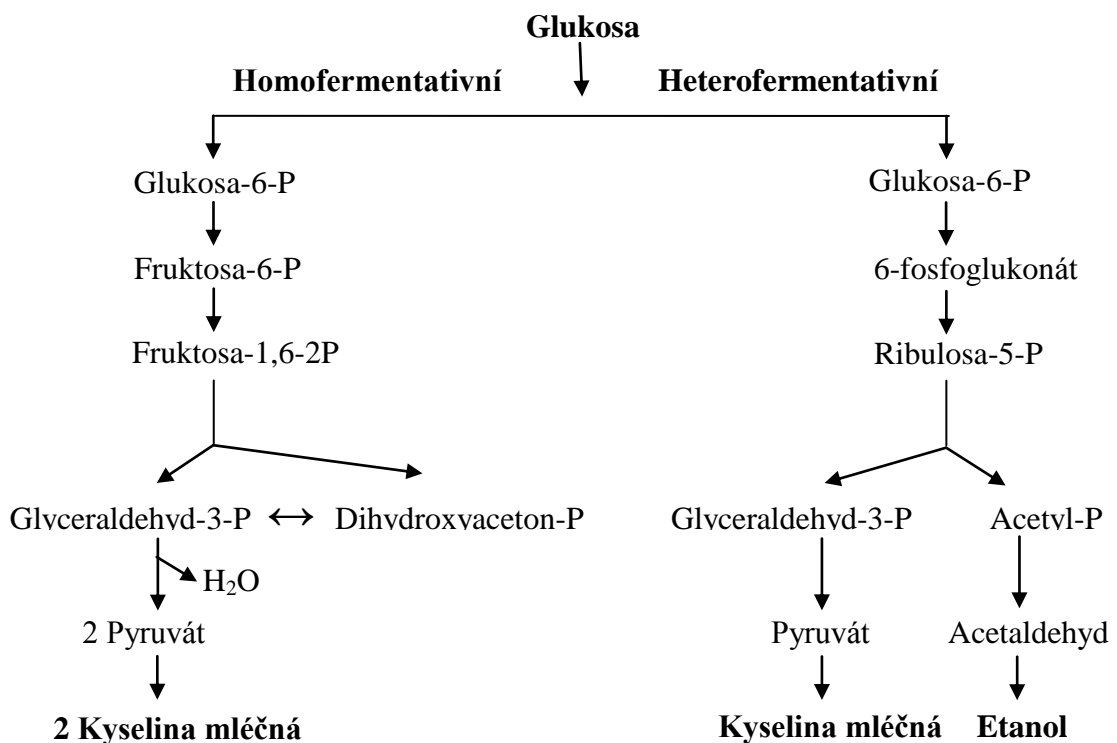 Glukosa
Homofermentativní Heterofermentativní
Glukosa-6-P Glukosa-6-P
Fruktosa-6-P 6-fosfoglukonát
Fruktosa-1,6-2P Ribulosa-5-P
Glyceraldehyd-3-P ↔ Dihydroxyaceton-P Glyceraldehyd-3-P Acetyl-P
H₂O
2 Pyruvát Pyruvát Acetaldehyd
2 Kyselina mléčná Kyselina mléčná Etanol